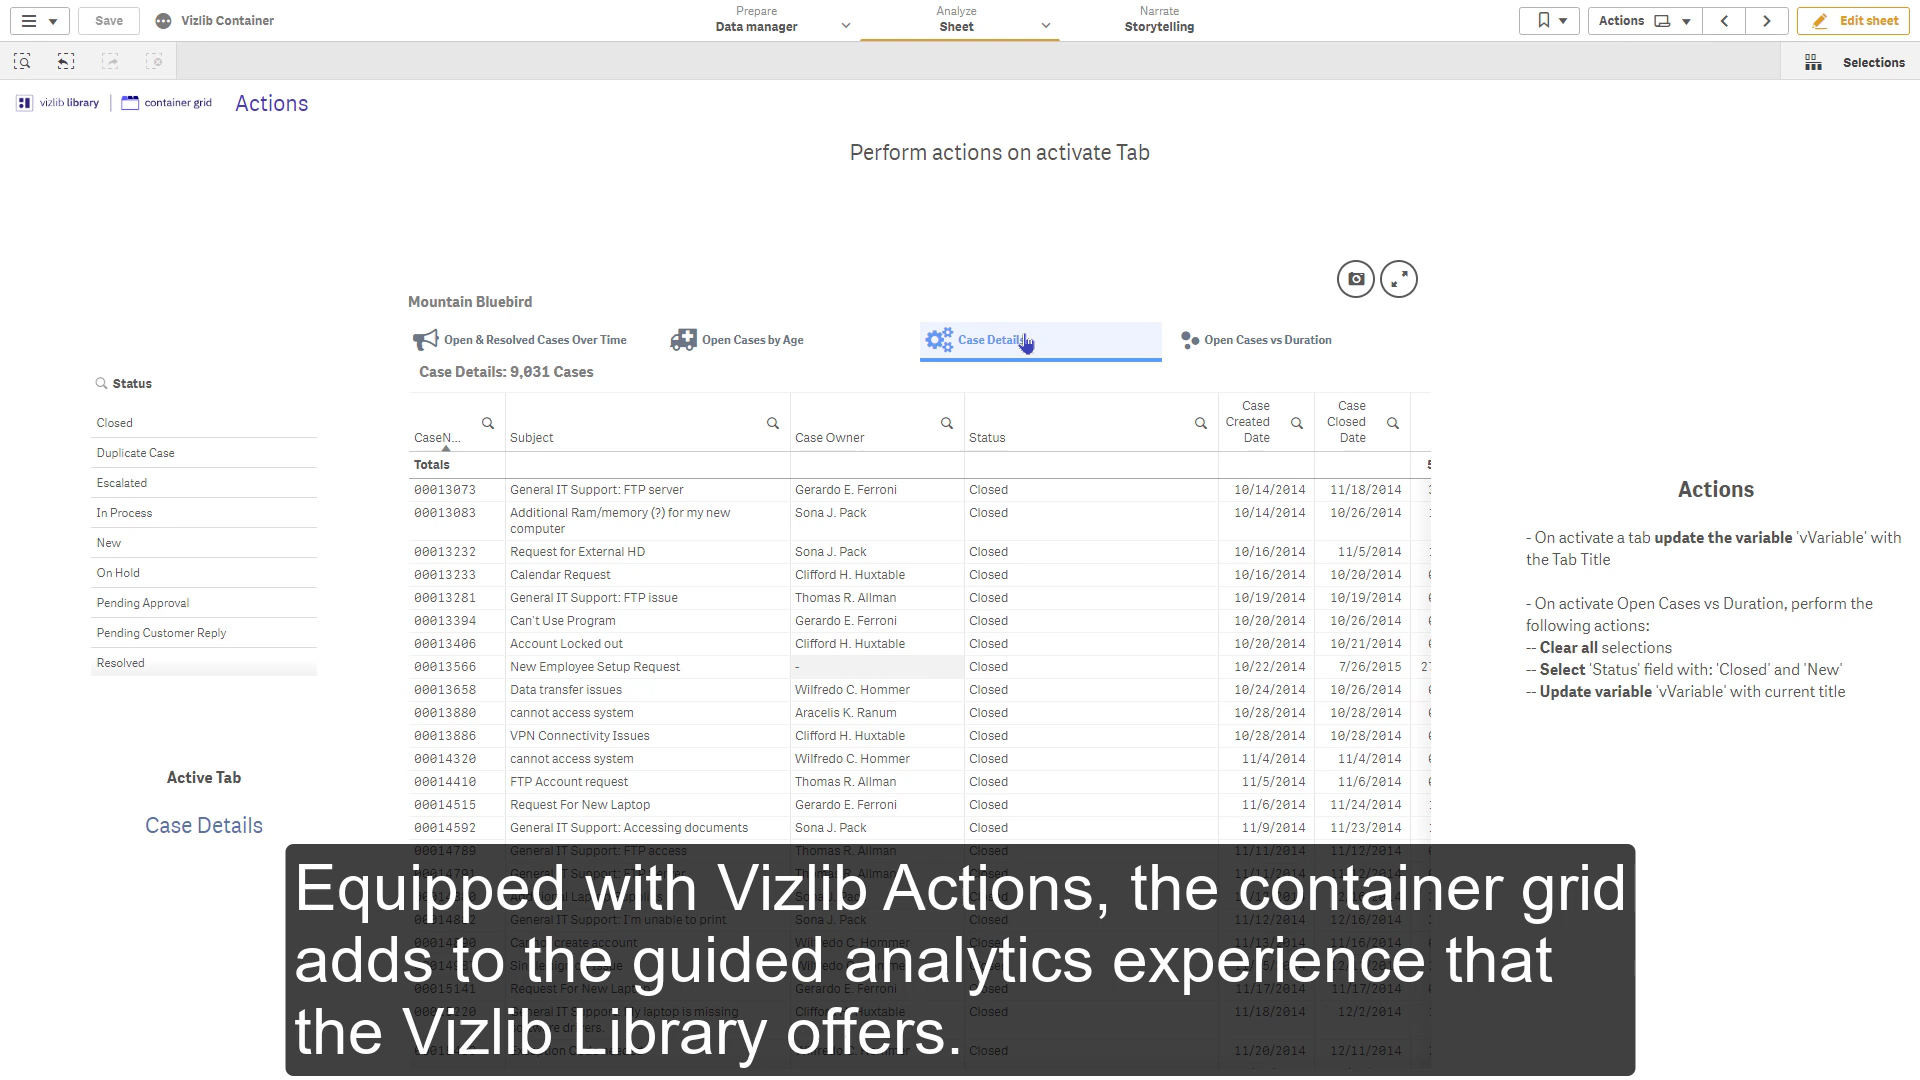 Save
Vizlib Container
Prepare
Data manager
Analyze
Sheet
Narrate
Storytelling
Actions
Edit sheet
Selections
vizlib library
container grid
Actions
Perform actions on activate Tab
Mountain Bluebird
Open & Resolved Cases Over Time
Open Cases by Age
Case Details
Open Cases vs Duration
Case Details: 9,031 Cases
Status
Closed
Duplicate Case
Escalated
In Process
New
On Hold
Pending Approval
Pending Customer Reply
Resolved
Active Tab
Case Details
CaseN... Subject Case Owner Status Case Created Date Case Closed Date
Totals
00013073 General IT Support: FTP server Gerardo E. Ferroni Closed 10/14/2014 11/18/2014
00013083 Additional Ram/memory (?) for my new computer Sona J. Pack Closed 10/14/2014 10/26/2014
00013232 Request for External HD Sona J. Pack Closed 10/16/2014 11/5/2014
00013233 Calendar Request Clifford H. Huxtable Closed 10/16/2014 10/20/2014
00013281 General IT Support: FTP issue Thomas R. Allman Closed 10/19/2014 10/19/2014
00013394 Can't Use Program Gerardo E. Ferroni Closed 10/20/2014 10/26/2014
00013406 Account Locked out Clifford H. Huxtable Closed 10/20/2014 10/21/2014
00013566 New Employee Setup Request - Closed 10/22/2014 7/26/2015
00013658 Data transfer issues Wilfredo C. Hommer Closed 10/24/2014 10/26/2014
00013880 cannot access system Aracelis K. Ranum Closed 10/28/2014 10/28/2014
00013886 VPN Connectivity Issues Clifford H. Huxtable Closed 10/28/2014 10/28/2014
00014320 cannot access system Wilfredo C. Hommer Closed 11/4/2014 11/4/2014
00014410 FTP Account request Thomas R. Allman Closed 11/5/2014 11/6/2014
00014515 Request For New Laptop Gerardo E. Ferroni Closed 11/6/2014 11/24/2014
00014592 General IT Support: Accessing documents Sona J. Pack Closed 11/9/2014 11/23/2014
00014789 General IT Support: FTP access Thomas R. Allman Closed 11/11/2014 11/12/2014
Actions
- On activate a tab update the variable 'vVariable' with
the Tab Title
- On activate Open Cases vs Duration, perform the
following actions:
-- Clear all selections
-- Select 'Status' field with: 'Closed' and 'New'
-- Update variable 'vVariable' with current title
Equipped with Vizlib Actions, the container grid
adds to the guided analytics experience that
the Vizlib Library offers.